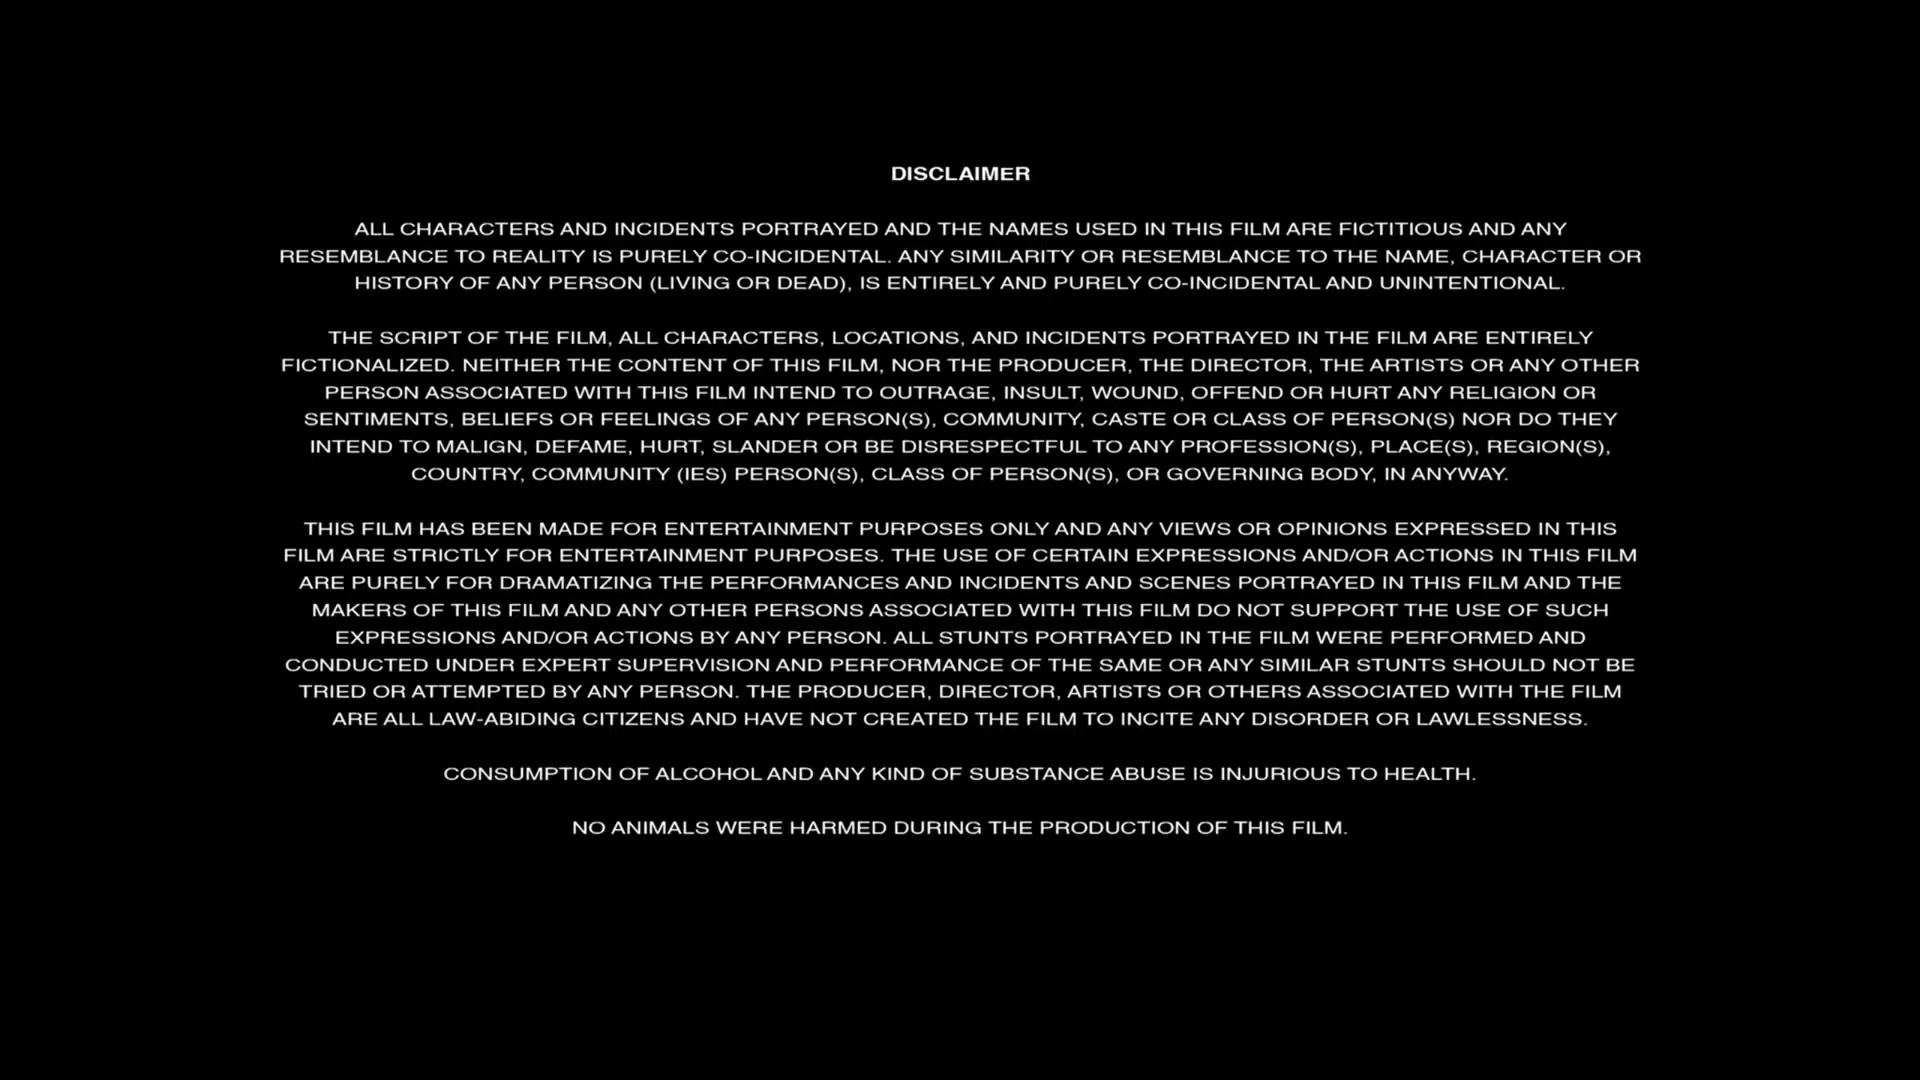 DISCLAIMER
ALL CHARACTERS AND INCIDENTS PORTRAYED AND THE NAMES USED IN THIS FILM ARE FICTITIOUS AND ANY
RESEMBLANCE TO REALITY IS PURELY CO-INCIDENTAL. ANY SIMILARITY OR RESEMBLANCE TO THE NAME, CHARACTER OR
HISTORY OF ANY PERSON (LIVING OR DEAD), IS ENTIRELY AND PURELY CO-INCIDENTAL AND UNINTENTIONAL.
THE SCRIPT OF THE FILM, ALL CHARACTERS, LOCATIONS, AND INCIDENTS PORTRAYED IN THE FILM ARE ENTIRELY
FICTIONALIZED. NEITHER THE CONTENT OF THIS FILM, NOR THE PRODUCER, THE DIRECTOR, THE ARTISTS OR ANY OTHER
PERSON ASSOCIATED WITH THIS FILM INTEND TO OUTRAGE, INSULT, WOUND, OFFEND OR HURT ANY RELIGION OR
SENTIMENTS, BELIEFS OR FEELINGS OF ANY PERSON(S), COMMUNITY, CASTE OR CLASS OF PERSON(S) NOR DO THEY
INTEND TO MALIGN, DEFAME, HURT, SLANDER OR BE DISRESPECTFUL TO ANY PROFESSION(S), PLACE(S), REGION(S),
COUNTRY, COMMUNITY (IES) PERSON(S), CLASS OF PERSON(S), OR GOVERNING BODY, IN ANYWAY.
THIS FILM HAS BEEN MADE FOR ENTERTAINMENT PURPOSES ONLY AND ANY VIEWS OR OPINIONS EXPRESSED IN THIS
FILM ARE STRICTLY FOR ENTERTAINMENT PURPOSES. THE USE OF CERTAIN EXPRESSIONS AND/OR ACTIONS IN THIS FILM
ARE PURELY FOR DRAMATIZING THE PERFORMANCES AND INCIDENTS AND SCENES PORTRAYED IN THIS FILM AND THE
MAKERS OF THIS FILM AND ANY OTHER PERSONS ASSOCIATED WITH THIS FILM DO NOT SUPPORT THE USE OF SUCH
EXPRESSIONS AND/OR ACTIONS BY ANY PERSON. ALL STUNTS PORTRAYED IN THE FILM WERE PERFORMED AND
CONDUCTED UNDER EXPERT SUPERVISION AND PERFORMANCE OF THE SAME OR ANY SIMILAR STUNTS SHOULD NOT BE
TRIED OR ATTEMPTED BY ANY PERSON. THE PRODUCER, DIRECTOR, ARTISTS OR OTHERS ASSOCIATED WITH THE FILM
ARE ALL LAW-ABIDING CITIZENS AND HAVE NOT CREATED THE FILM TO INCITE ANY DISORDER OR LAWLESSNESS.
CONSUMPTION OF ALCOHOL AND ANY KIND OF SUBSTANCE ABUSE IS INJURIOUS TO HEALTH.
NO ANIMALS WERE HARMED DURING THE PRODUCTION OF THIS FILM.